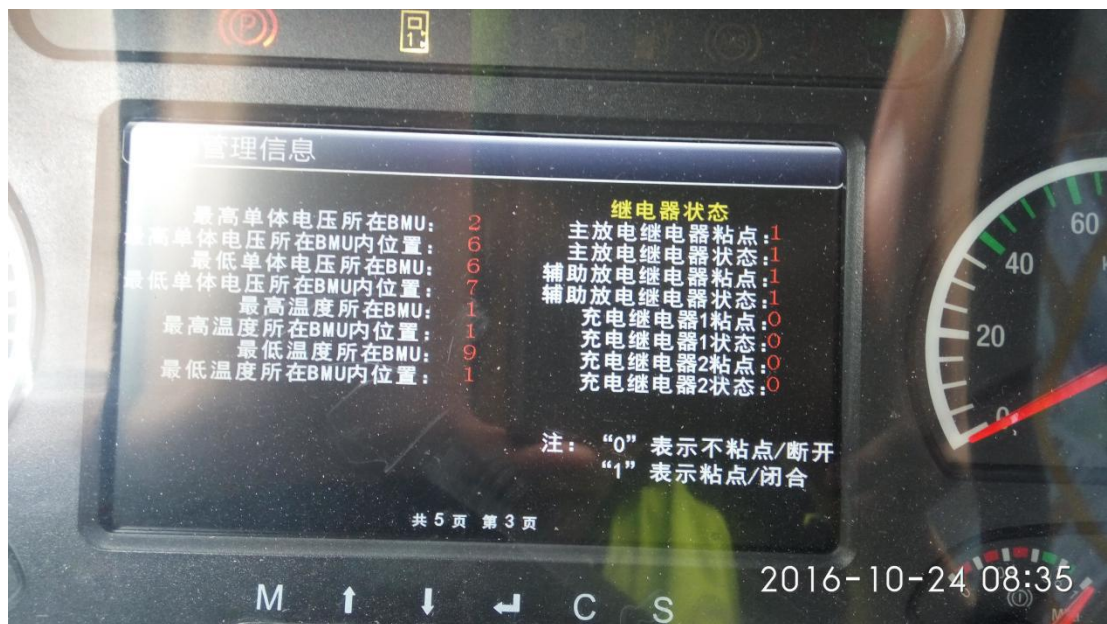 管理信息
最高单体电压所在BMU: 2
最高单体电压所在BMU内位置: 6
最低单体电压所在BMU: 6
最低单体电压所在BMU内位置: 7
最高温度所在BMU: 1
最高温度所在BMU内位置: 1
最低温度所在BMU: 9
最低温度所在BMU内位置: 1
继电器状态
主放电继电器粘点:1
主放电继电器状态:1
辅助放电继电器粘点:1
辅助放电继电器状态:1
充电继电器1粘点:0
充电继电器1状态:0
充电继电器2粘点:0
充电继电器2状态:0
注: “0” 表示不粘点/断开
“1” 表示粘点/闭合
共 5 页 第 3 页
M ↑ ↓ ↵ C S
60
40
20
0
P
1
2016-10-24 08:35